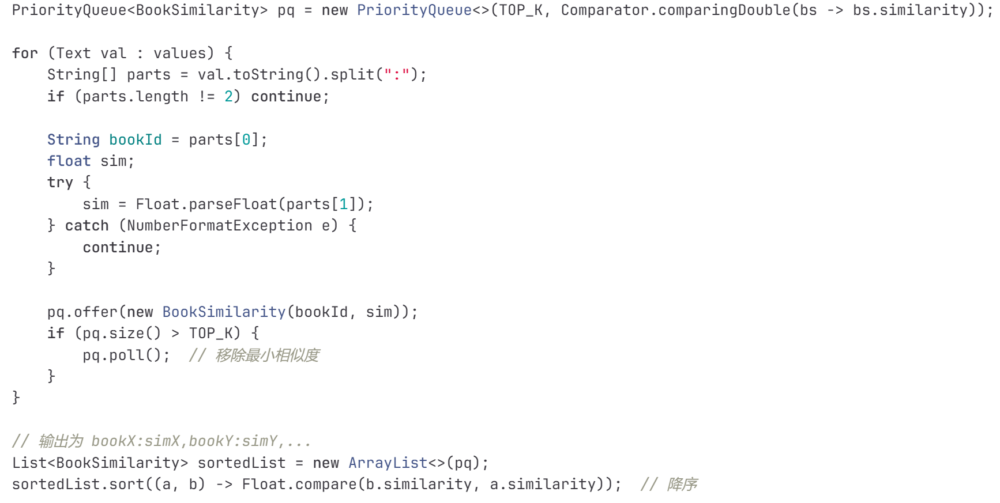 PriorityQueue<BookSimilarity> pq = new PriorityQueue<>(TOP_K, Comparator.comparingDouble(bs -> bs.similarity));

for (Text val : values) {
    String[] parts = val.toString().split(":");
    if (parts.length != 2) continue;

    String bookId = parts[0];
    float sim;
    try {
        sim = Float.parseFloat(parts[1]);
    } catch (NumberFormatException e) {
        continue;
    }

    pq.offer(new BookSimilarity(bookId, sim));
    if (pq.size() > TOP_K) {
        pq.poll();  // 移除最小相似度
    }
}

// 输出为 bookX:simX,bookY:simY,...
List<BookSimilarity> sortedList = new ArrayList<>(pq);
sortedList.sort((a, b) -> Float.compare(b.similarity, a.similarity));  // 降序